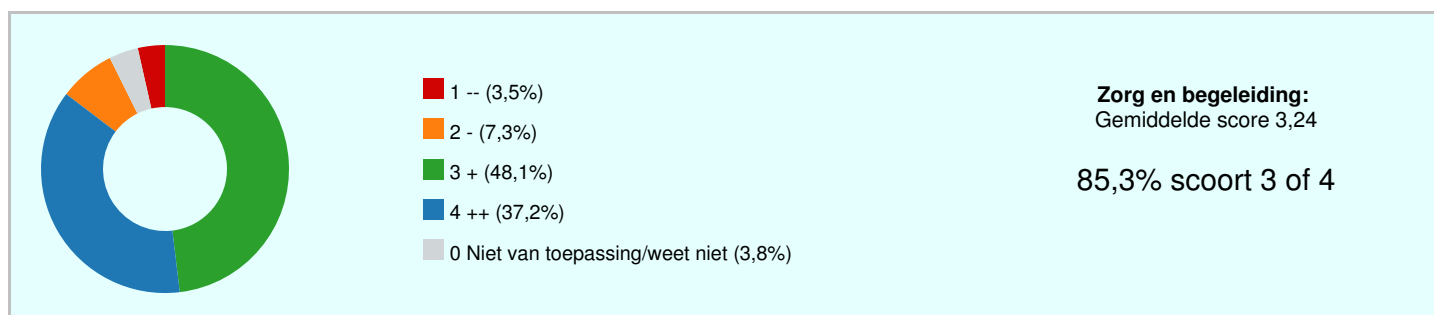 1 -- (3,5%)
2 - (7,3%)
3 + (48,1%)
4 ++ (37,2%)
0 Niet van toepassing/weet niet (3,8%)
Zorg en begeleiding:
Gemiddelde score 3,24
85,3% scoort 3 of 4